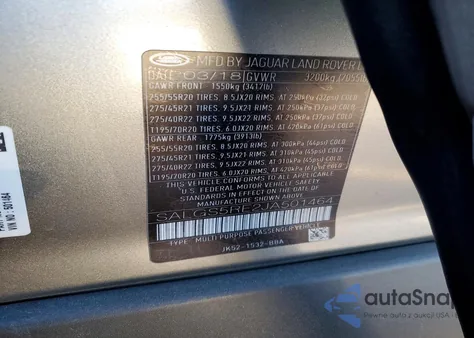 MFD BY JAGUAR LAND ROVER
DATE 03/18 GVWR 3200kg
GAWR FRONT 1550kg (3417lb)
255/55R20 TIRES. 8.5JX20 RIMS. AT 250kPa (37psi) COLD
275/45R21 TIRES. 9.5JX21 RIMS. AT 250kPa (37psi) COLD
275/40R22 TIRES. 9.5JX22 RIMS. AT 250kPa (37psi) COLD
T195/70R20 TIRES. 6.0JX20 RIMS. AT 420kPa (61psi) COLD
GAWR REAR 1775kg (3913lb)
255/55R20 TIRES. 8.5JX20 RIMS. AT 300kPa (44psi) COLD
275/45R21 TIRES. 9.5JX21 RIMS. AT 310kPa (45psi) COLD
275/40R22 TIRES. 9.5JX22 RIMS. AT 310kPa (45psi) COLD
T195/70R20 TIRES. 6.0JX20 RIMS. AT 420kPa (61psi) COLD
THIS VEHICLE CONFORMS TO ALL APPLICABLE
U.S. FEDERAL MOTOR VEHICLE SAFETY STANDARDS
IN EFFECT ON THE DATE OF MANUFACTURE
SHOWN ABOVE.
SALGS5RE2JA501464
TYPE: MULTI PURPOSE PASSENGER VEHICLE
VIN NO: 501464
autoSnap